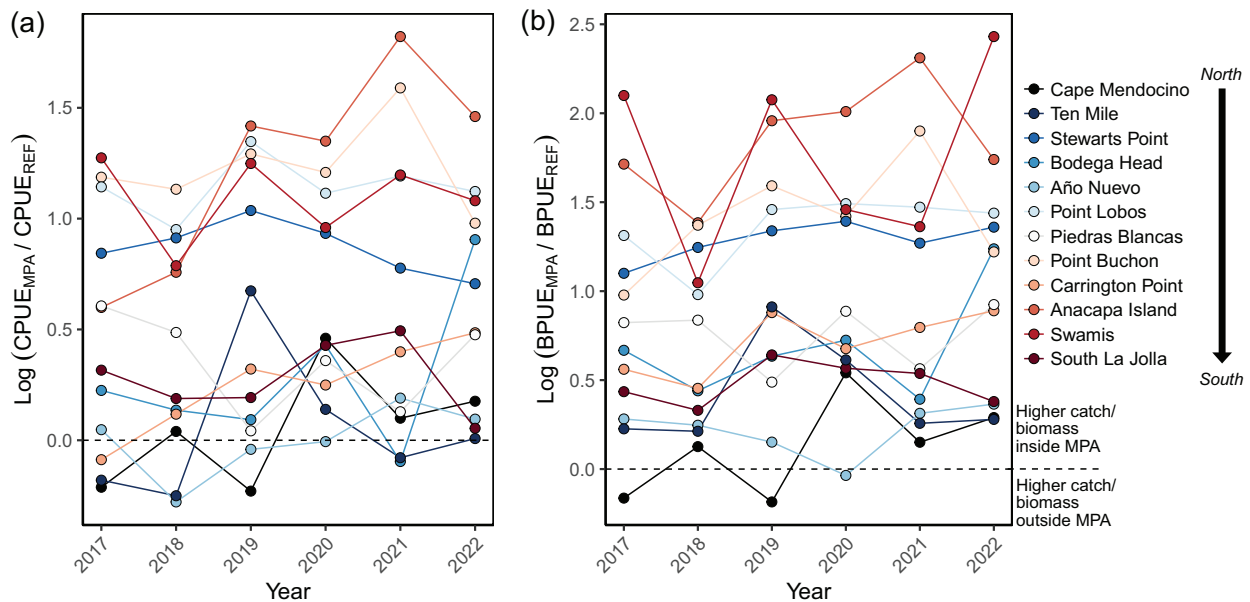 (a)
Log (CPUE_MPA / CPUE_REF)
1.5
1.0
0.5
0.0
2017
2018
2019
2020
2021
2022
Year
(b)
Log (BPUE_MPA / BPUE_REF)
2.5
2.0
1.5
1.0
0.5
0.0
2017
2018
2019
2020
2021
2022
Year
North
Cape Mendocino
Ten Mile
Stewarts Point
Bodega Head
Año Nuevo
Point Lobos
Piedras Blancas
Point Buchon
Carrington Point
Anacapa Island
Swamis
South La Jolla
South
Higher catch/
biomass
inside MPA
Higher catch/
biomass
outside MPA